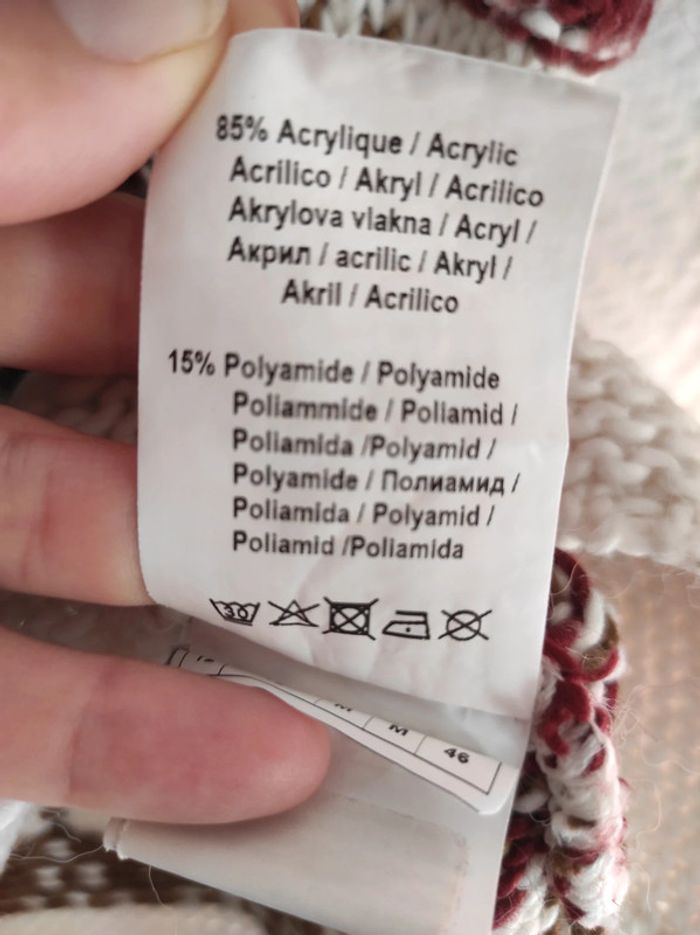 85% Acrylique / Acrylic
Acrilico / Akryl / Acrilico
Akrylova vlakna / Acryl /
Акрил / acrilic / Akryl /
Akril / Acrilico
15% Polyamide / Polyamide
Poliammide / Poliamid /
Poliamida /Polyamid /
Polyamide / Полиамид /
Poliamida / Polyamid /
Poliamid /Poliamida
30
M M 46